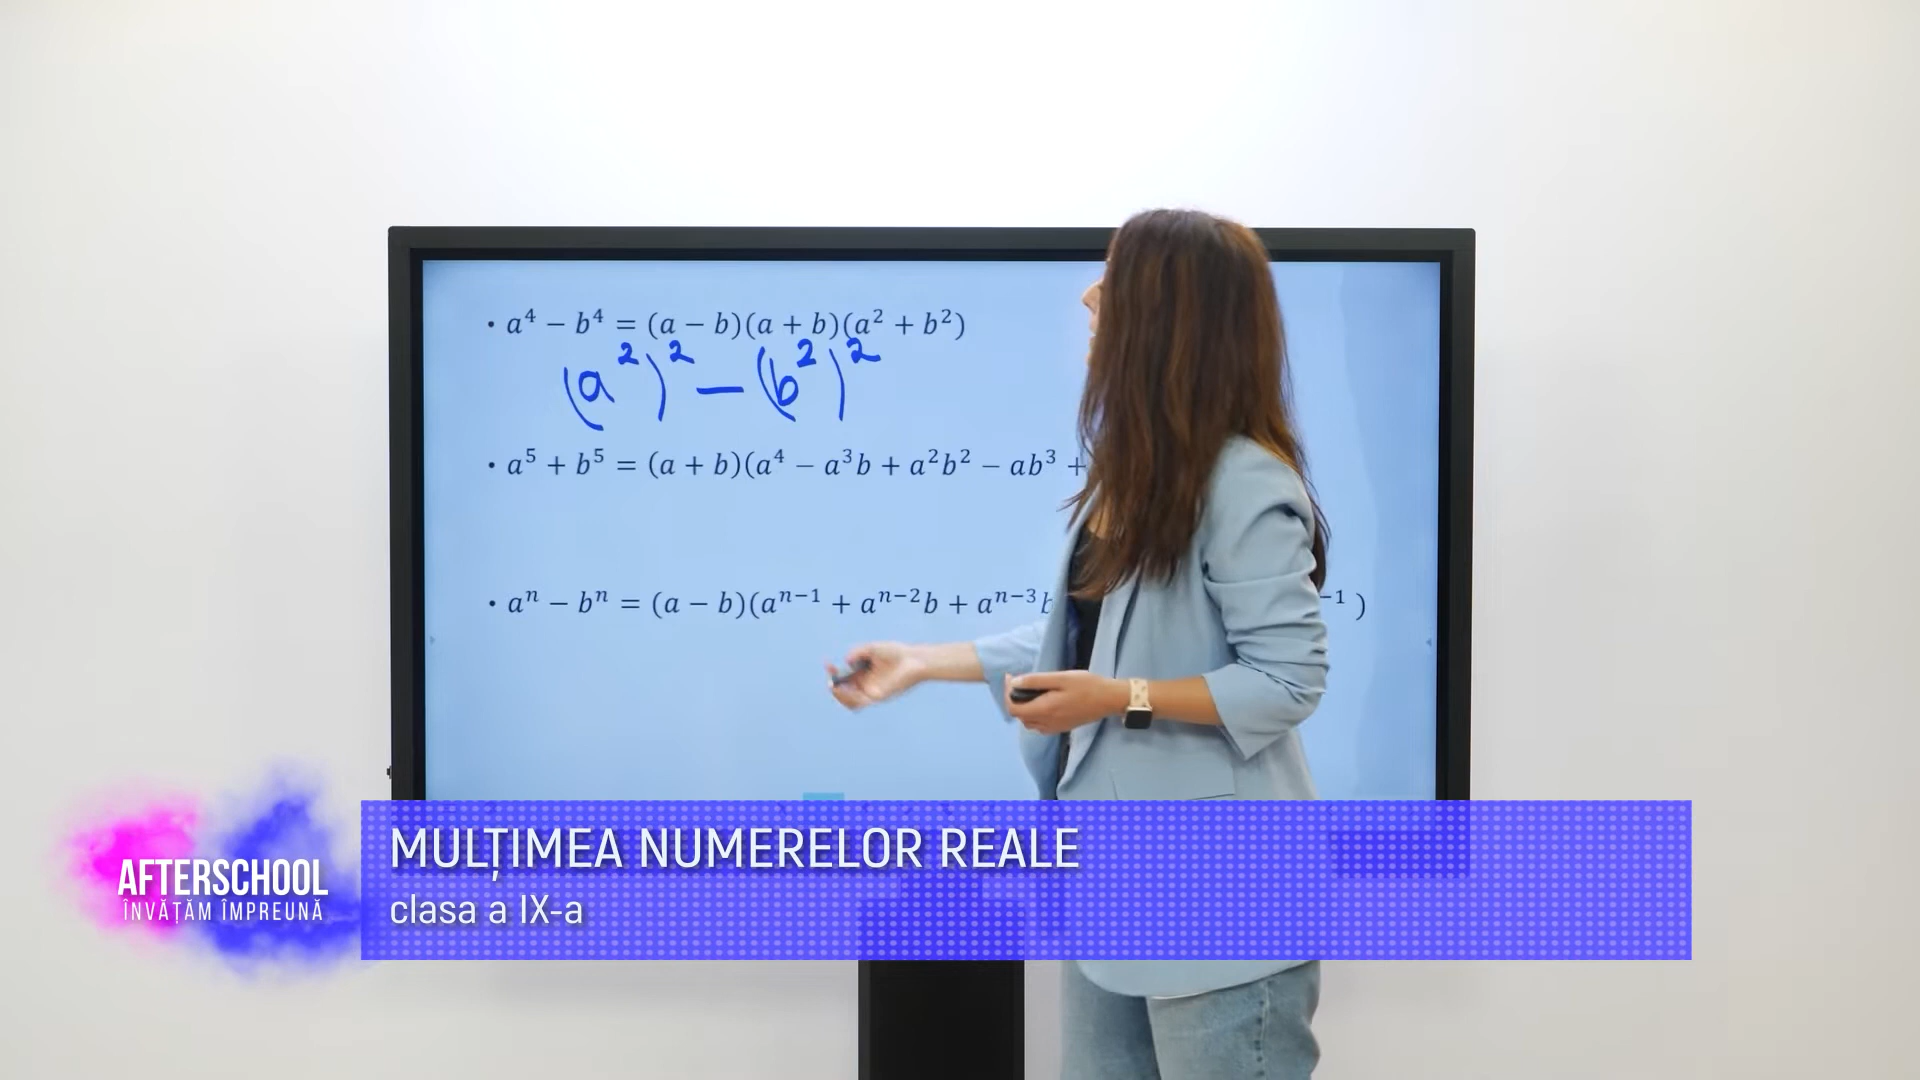 • a⁴ − b⁴ = (a − b)(a + b)(a² + b²)
(a²)² − (b²)²
• a⁵ + b⁵ = (a + b)(a⁴ − a³b + a²b² − ab³ +
• aⁿ − bⁿ = (a − b)(aⁿ⁻¹ + aⁿ⁻²b + aⁿ⁻³b ⁻¹ )
MULȚIMEA NUMERELOR REALE
clasa a IX-a
AFTERSCHOOL
ÎNVĂȚĂM ÎMPREUNĂ